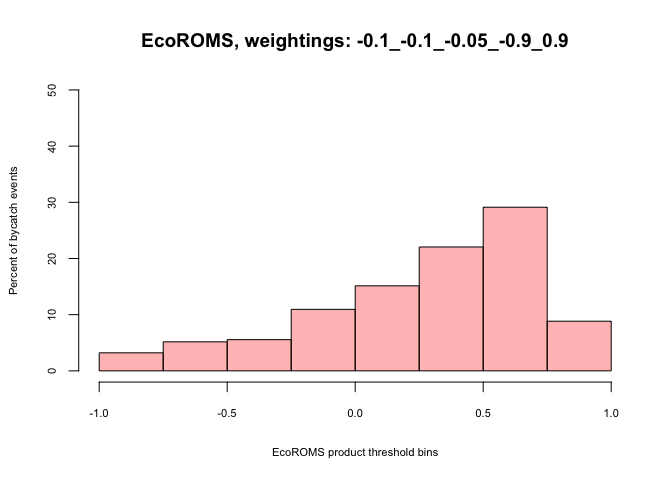 EcoROMS, weightings: -0.1_-0.1_-0.05_-0.9_0.9
50
40
30
20
10
0
Percent of bycatch events
-1.0 -0.5 0.0 0.5 1.0
EcoROMS product threshold bins